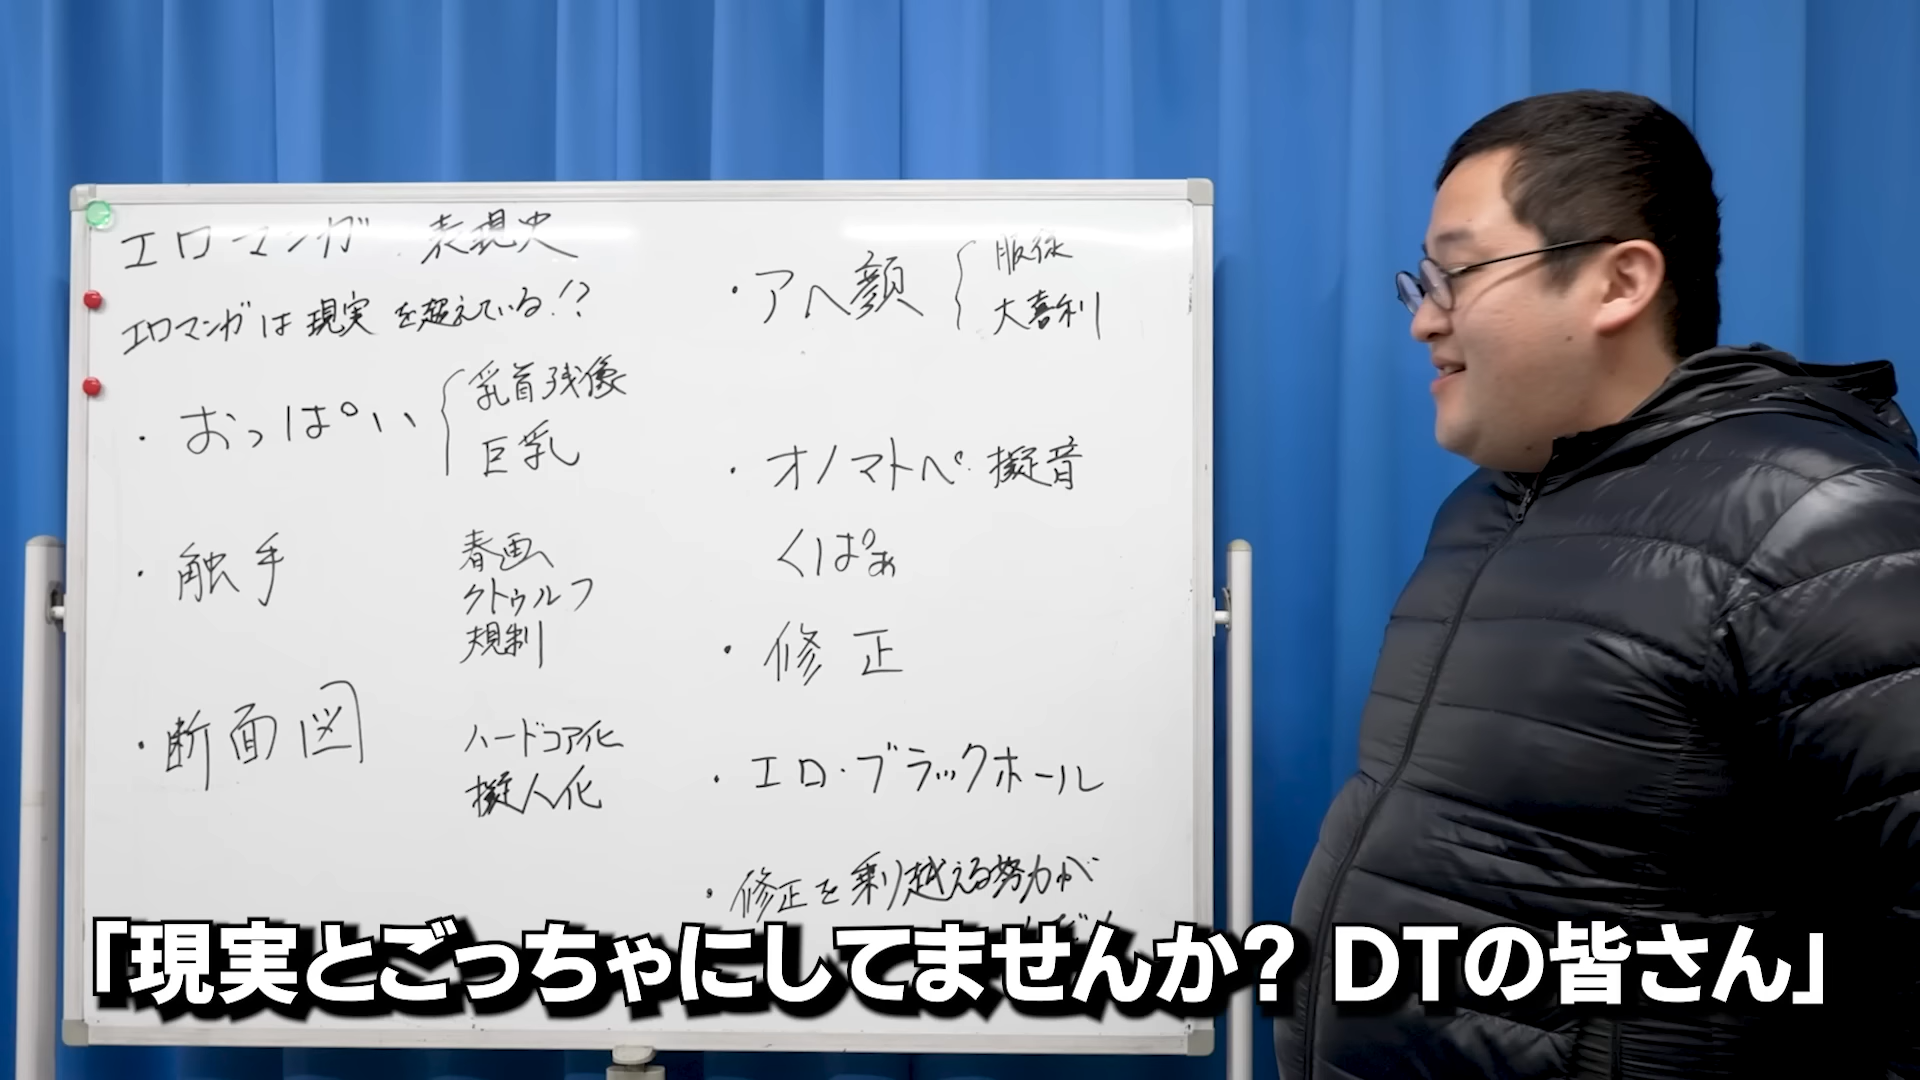 エロマンガ表現史
エロマンガは現実を超えている!?
・おっぱい
乳首残像
巨乳
・触手
春画
クトゥルフ
規制
・断面図
ハードコア化
擬人化
・アヘ顔
服従
大喜利
・オノマトペ 擬音
くぱぁ
・修正
・エロ・ブラックホール
・修正を乗り越える努力が
「現実とごっちゃにしてませんか? DTの皆さん」